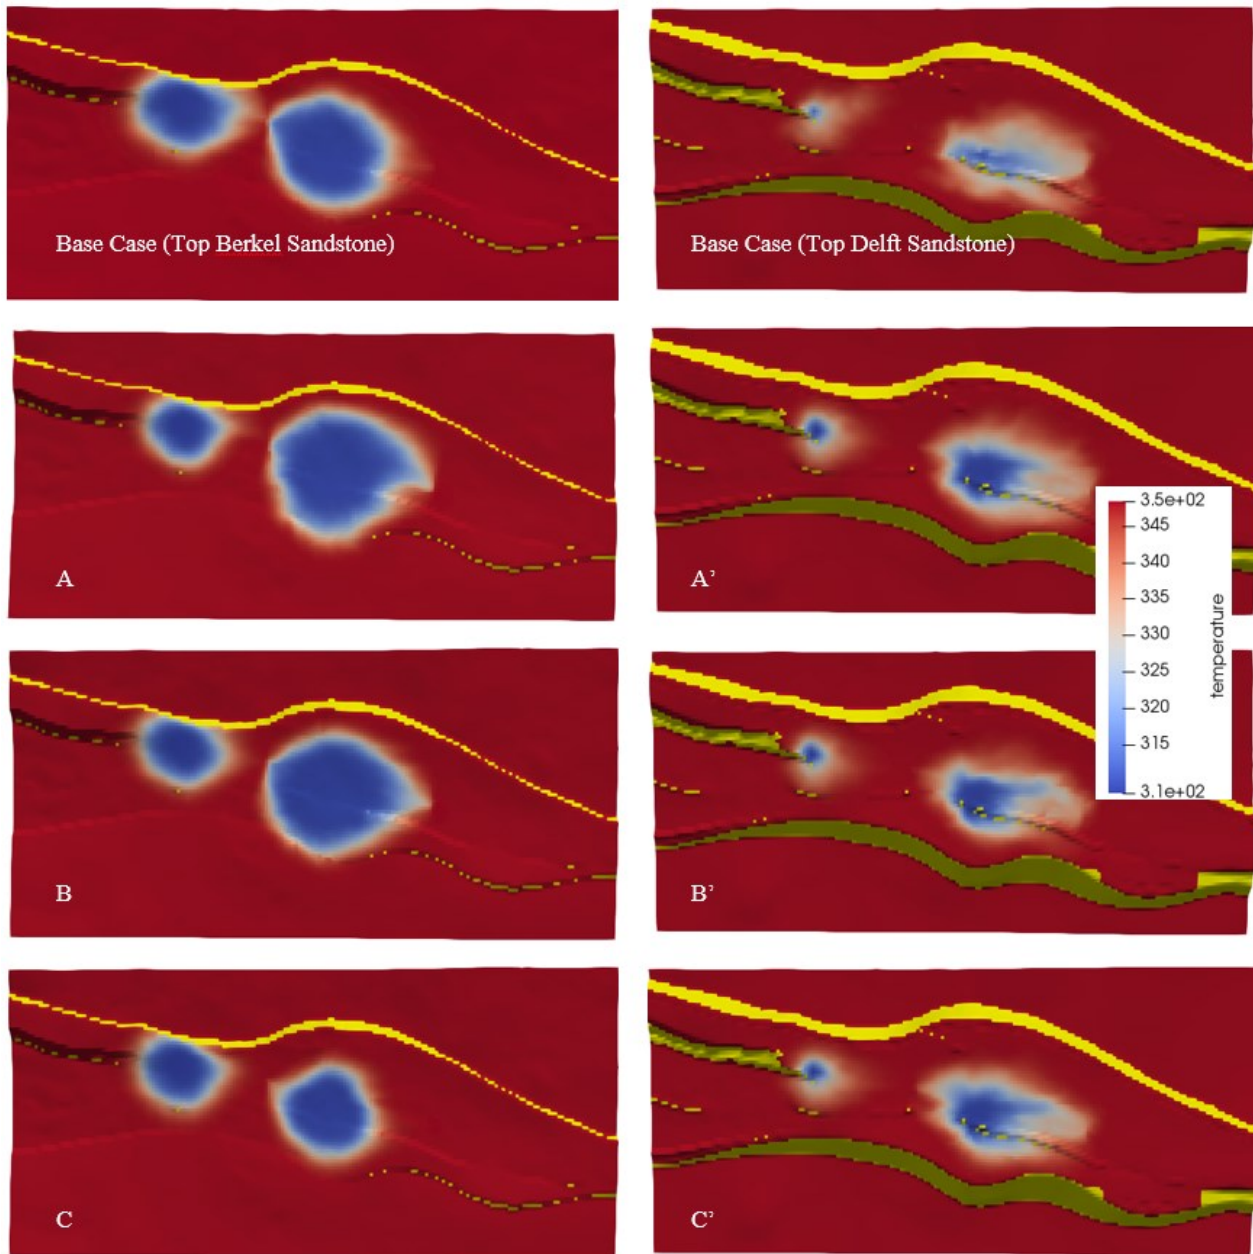 Base Case (Top Berkel Sandstone)
Base Case (Top Delft Sandstone)
A
A’
3.5e+02
345
340
335
330
325
320
315
3.1e+02
temperature
B
B’
C
C’